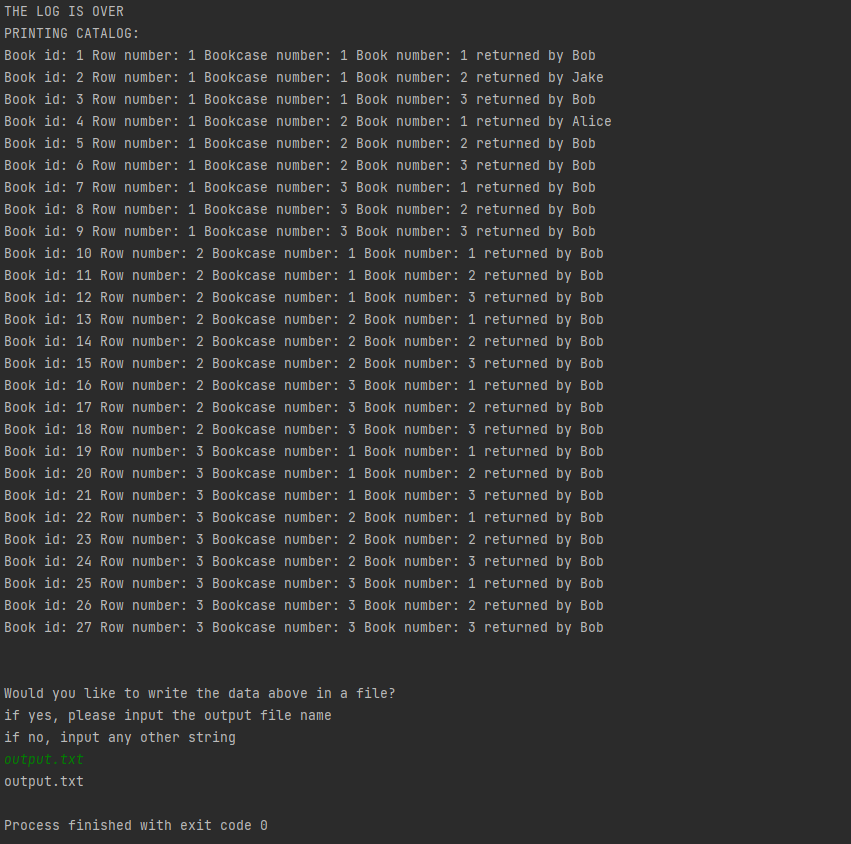 THE LOG IS OVER
PRINTING CATALOG:
Book id: 1 Row number: 1 Bookcase number: 1 Book number: 1 returned by Bob
Book id: 2 Row number: 1 Bookcase number: 1 Book number: 2 returned by Jake
Book id: 3 Row number: 1 Bookcase number: 1 Book number: 3 returned by Bob
Book id: 4 Row number: 1 Bookcase number: 2 Book number: 1 returned by Alice
Book id: 5 Row number: 1 Bookcase number: 2 Book number: 2 returned by Bob
Book id: 6 Row number: 1 Bookcase number: 2 Book number: 3 returned by Bob
Book id: 7 Row number: 1 Bookcase number: 3 Book number: 1 returned by Bob
Book id: 8 Row number: 1 Bookcase number: 3 Book number: 2 returned by Bob
Book id: 9 Row number: 1 Bookcase number: 3 Book number: 3 returned by Bob
Book id: 10 Row number: 2 Bookcase number: 1 Book number: 1 returned by Bob
Book id: 11 Row number: 2 Bookcase number: 1 Book number: 2 returned by Bob
Book id: 12 Row number: 2 Bookcase number: 1 Book number: 3 returned by Bob
Book id: 13 Row number: 2 Bookcase number: 2 Book number: 1 returned by Bob
Book id: 14 Row number: 2 Bookcase number: 2 Book number: 2 returned by Bob
Book id: 15 Row number: 2 Bookcase number: 2 Book number: 3 returned by Bob
Book id: 16 Row number: 2 Bookcase number: 3 Book number: 1 returned by Bob
Book id: 17 Row number: 2 Bookcase number: 3 Book number: 2 returned by Bob
Book id: 18 Row number: 2 Bookcase number: 3 Book number: 3 returned by Bob
Book id: 19 Row number: 3 Bookcase number: 1 Book number: 1 returned by Bob
Book id: 20 Row number: 3 Bookcase number: 1 Book number: 2 returned by Bob
Book id: 21 Row number: 3 Bookcase number: 1 Book number: 3 returned by Bob
Book id: 22 Row number: 3 Bookcase number: 2 Book number: 1 returned by Bob
Book id: 23 Row number: 3 Bookcase number: 2 Book number: 2 returned by Bob
Book id: 24 Row number: 3 Bookcase number: 2 Book number: 3 returned by Bob
Book id: 25 Row number: 3 Bookcase number: 3 Book number: 1 returned by Bob
Book id: 26 Row number: 3 Bookcase number: 3 Book number: 2 returned by Bob
Book id: 27 Row number: 3 Bookcase number: 3 Book number: 3 returned by Bob
Would you like to write the data above in a file?
if yes, please input the output file name
if no, input any other string
output.txt
output.txt
Process finished with exit code 0